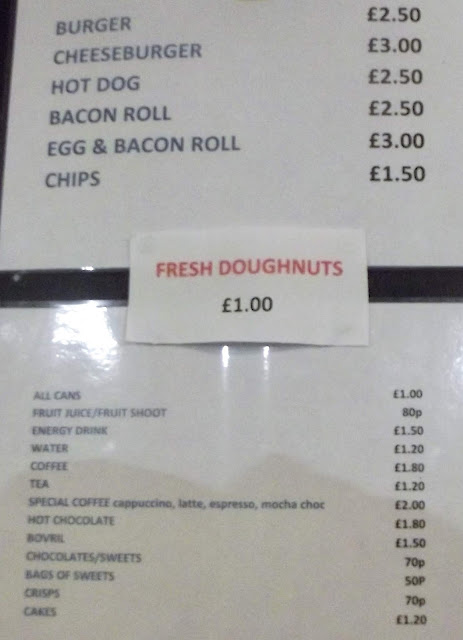 BURGER £2.50
CHEESEBURGER £3.00
HOT DOG £2.50
BACON ROLL £2.50
EGG & BACON ROLL £3.00
CHIPS £1.50
FRESH DOUGHNUTS
£1.00
ALL CANS £1.00
FRUIT JUICE/FRUIT SHOOT 80p
ENERGY DRINK £1.50
WATER £1.20
COFFEE £1.80
TEA £1.20
SPECIAL COFFEE cappuccino, latte, espresso, mocha choc £2.00
HOT CHOCOLATE £1.80
BOVRIL £1.50
CHOCOLATES/SWEETS 70p
BAGS OF SWEETS 50P
CRISPS 70p
CAKES £1.20